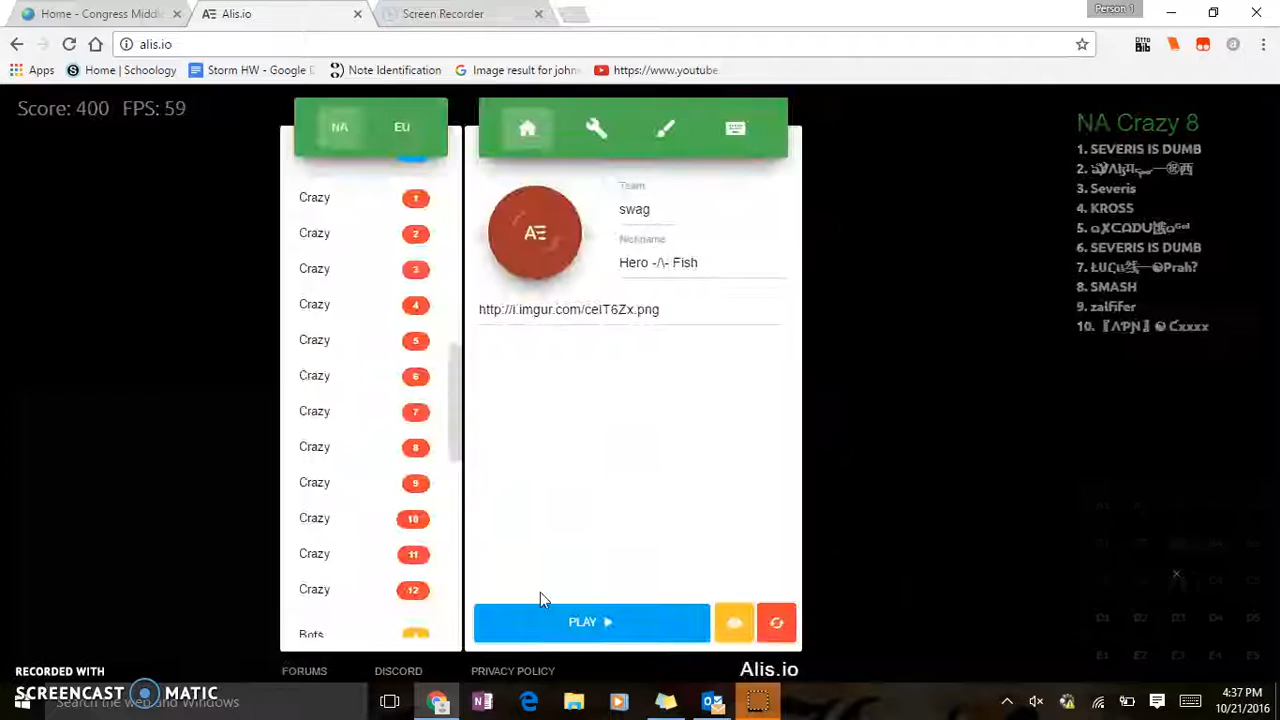 Home - Congress Middl
Alis.io
Screen Recorder
Person 1
alis.io
Apps
Home | Schoology
Storm HW - Google
Note Identification
Image result for john
https://www.youtube
Score: 400 FPS: 59
NA
EU
Crazy 1
Crazy 2
Crazy 3
Crazy 4
Crazy 5
Crazy 6
Crazy 7
Crazy 8
Crazy 9
Crazy 10
Crazy 11
Crazy 12
Bots
Team
swag
Nickname
Hero -/\- Fish
http://i.imgur.com/ceIT6Zx.png
PLAY
NA Crazy 8
1. SEVERIS IS DUMB
3. Severis
4. KROSS
6. SEVERIS IS DUMB
8. SMASH
9. zalfifer
FORUMS
DISCORD
PRIVACY POLICY
Alis.io
RECORDED WITH
SCREENCAST MATIC
Search the web and Windows
4:37 PM
10/21/2016